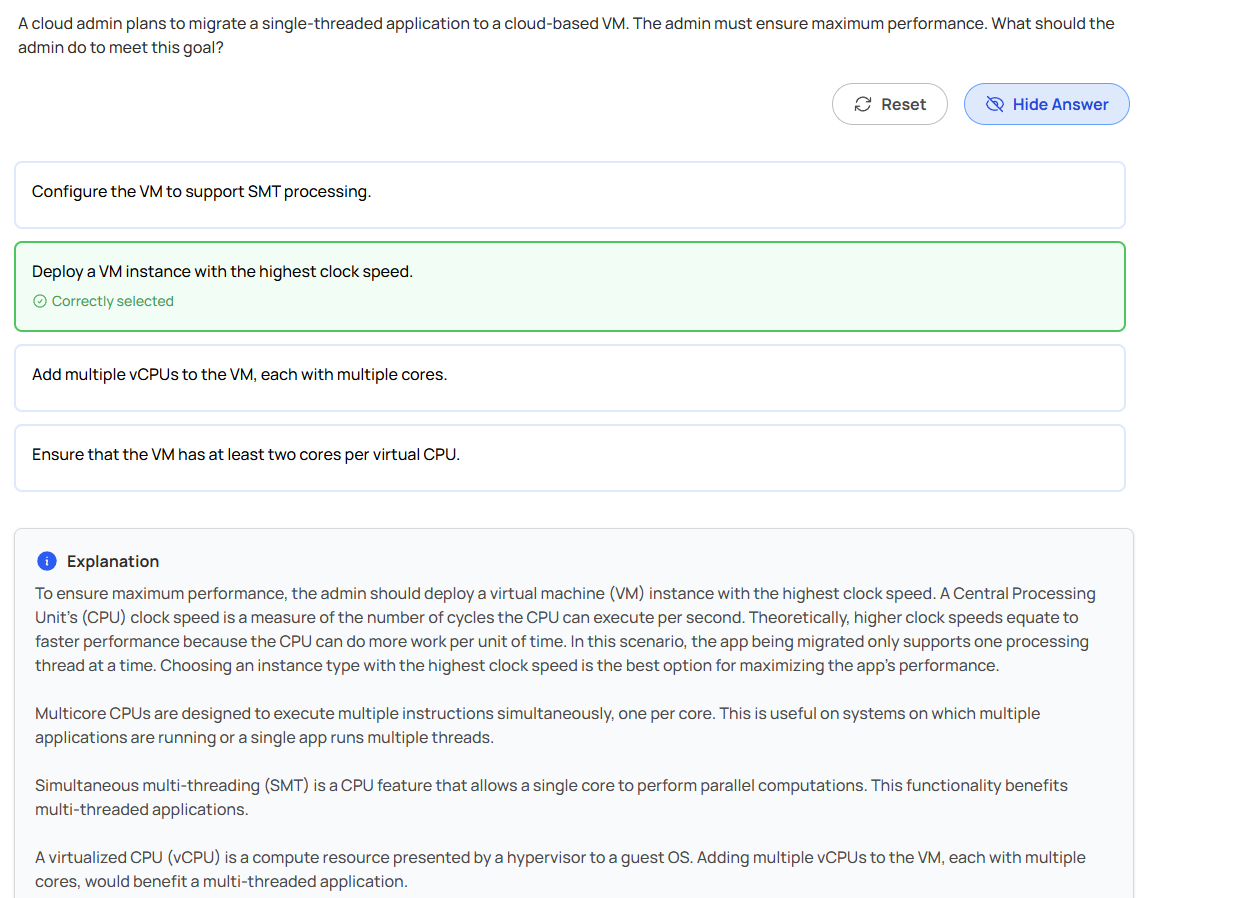 A cloud admin plans to migrate a single-threaded application to a cloud-based VM. The admin must ensure maximum performance. What should the
admin do to meet this goal?
Reset
Hide Answer
Configure the VM to support SMT processing.
Deploy a VM instance with the highest clock speed.
Correctly selected
Add multiple vCPUs to the VM, each with multiple cores.
Ensure that the VM has at least two cores per virtual CPU.
Explanation
To ensure maximum performance, the admin should deploy a virtual machine (VM) instance with the highest clock speed. A Central Processing
Unit's (CPU) clock speed is a measure of the number of cycles the CPU can execute per second. Theoretically, higher clock speeds equate to
faster performance because the CPU can do more work per unit of time. In this scenario, the app being migrated only supports one processing
thread at a time. Choosing an instance type with the highest clock speed is the best option for maximizing the app's performance.
Multicore CPUs are designed to execute multiple instructions simultaneously, one per core. This is useful on systems on which multiple
applications are running or a single app runs multiple threads.
Simultaneous multi-threading (SMT) is a CPU feature that allows a single core to perform parallel computations. This functionality benefits
multi-threaded applications.
A virtualized CPU (vCPU) is a compute resource presented by a hypervisor to a guest OS. Adding multiple vCPUs to the VM, each with multiple
cores, would benefit a multi-threaded application.